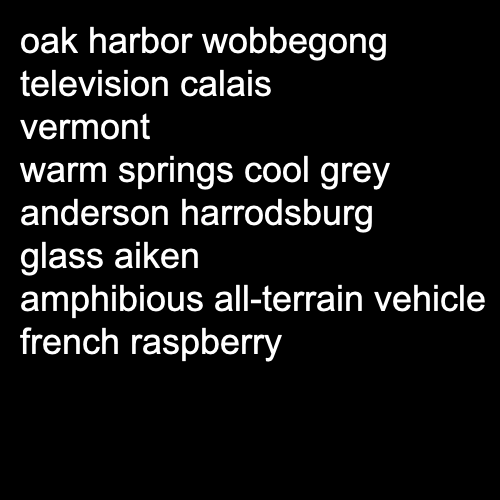 oak harbor wobbegong
television calais
vermont
warm springs cool grey
anderson harrodsburg
glass aiken
amphibious all-terrain vehicle
french raspberry